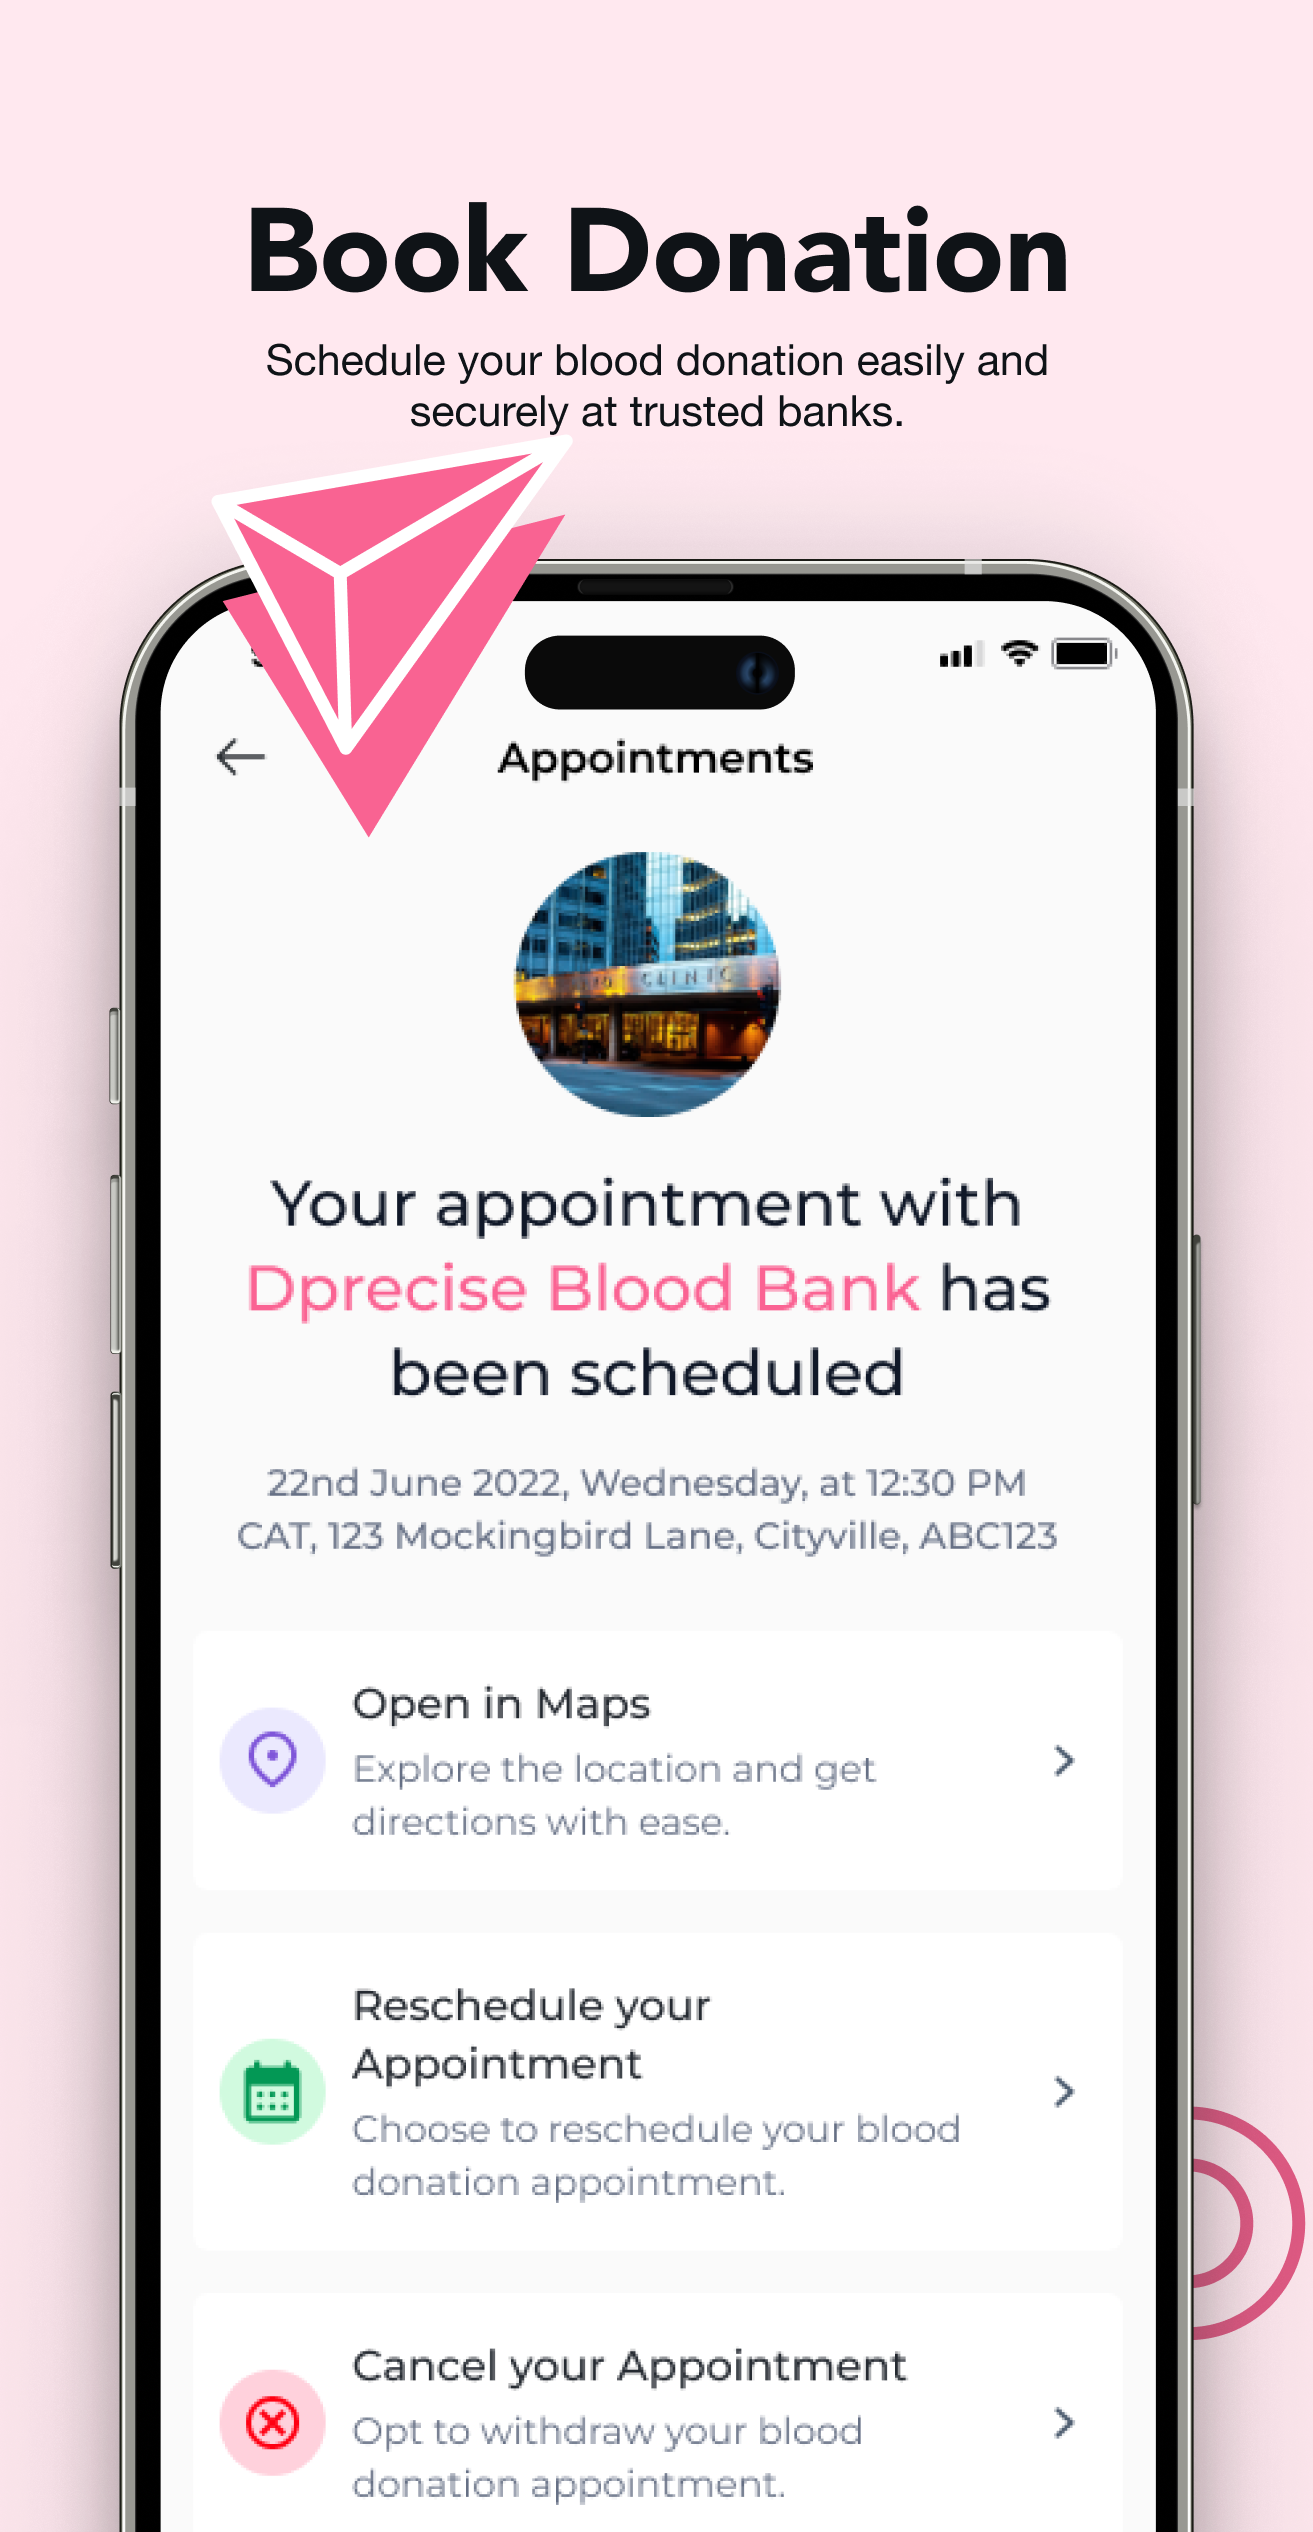 Book Donation
Schedule your blood donation easily and
securely at trusted banks.
Appointments
CLINIC
Your appointment with
Dprecise Blood Bank has
been scheduled
22nd June 2022, Wednesday, at 12:30 PM
CAT, 123 Mockingbird Lane, Cityville, ABC123
Open in Maps
Explore the location and get
directions with ease.
Reschedule your
Appointment
Choose to reschedule your blood
donation appointment.
Cancel your Appointment
Opt to withdraw your blood
donation appointment.